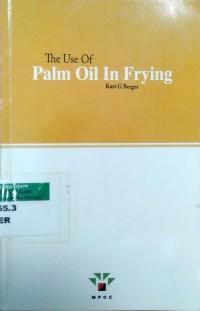 The Use Of
Palm Oil In Frying
Kurt G Berger
65.3
ER
MPOC